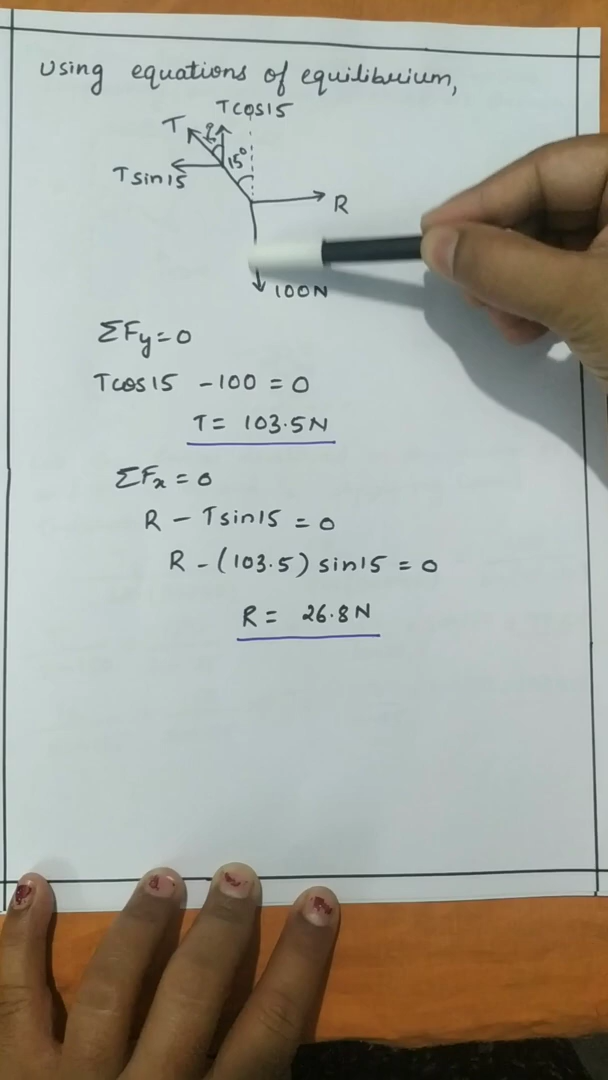 Using equations of equilibrium,
Tcos15
T
15°
Tsin15
R
100N
ΣFy=0
Tcos15 -100 = 0
T= 103.5N
ΣFx = 0
R - Tsin15 = 0
R - (103.5) sin15 = 0
R = 26.8N